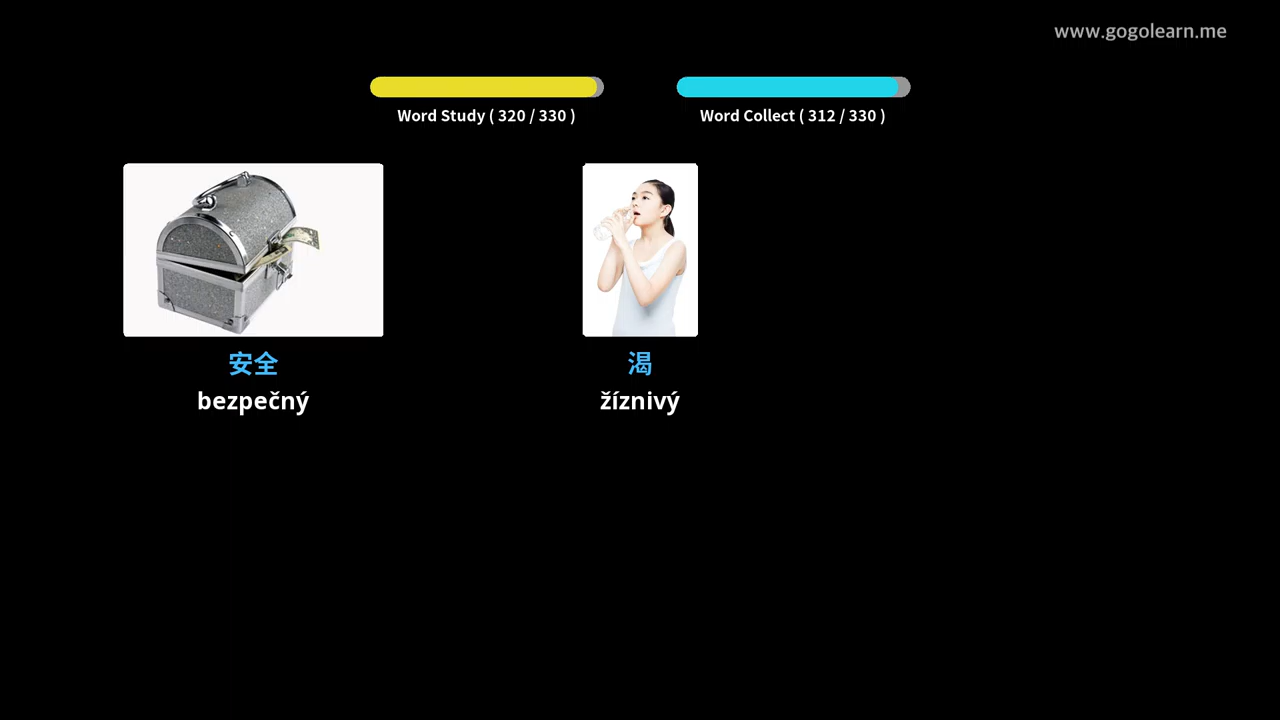 www.gogolearn.me
Word Study ( 320 / 330 )
Word Collect ( 312 / 330 )
安全
bezpečný
渴
žíznivý